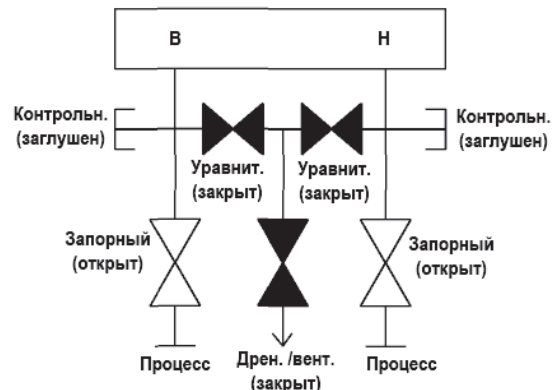 В Н
Контрольн.
(заглушен)
Контрольн.
(заглушен)
Уравнит.
(закрыт)
Уравнит.
(закрыт)
Запорный
(открыт)
Запорный
(открыт)
Процесс
Дрен. /вент.
(закрыт)
Процесс